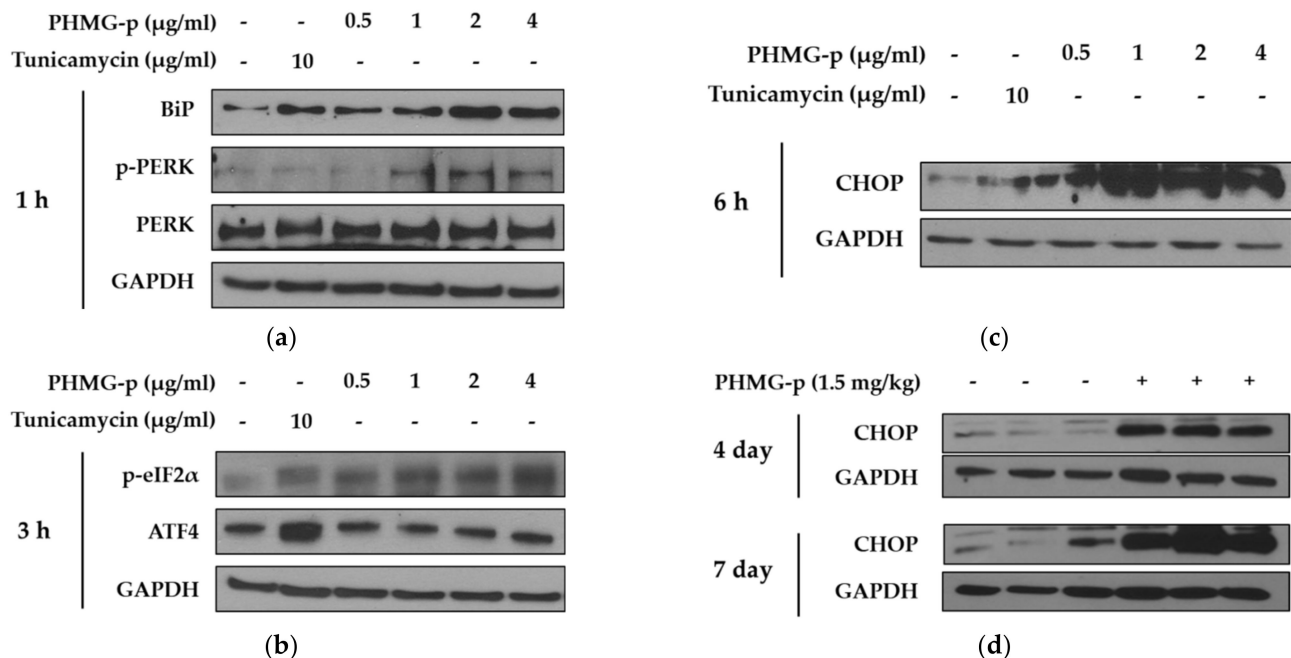 PHMG-p (μg/ml) - - 0.5 1 2 4
Tunicamycin (μg/ml) - 10 - - - -
BiP
p-PERK
1 h
PERK
GAPDH
(a)
PHMG-p (μg/ml) - - 0.5 1 2 4
Tunicamycin (μg/ml) - 10 - - - -
p-eIF2α
3 h
ATF4
GAPDH
(b)
PHMG-p (μg/ml) - - 0.5 1 2 4
Tunicamycin (μg/ml) - 10 - - - -
CHOP
6 h
GAPDH
(c)
PHMG-p (1.5 mg/kg) - - - + + +
CHOP
4 day
GAPDH
CHOP
7 day
GAPDH
(d)